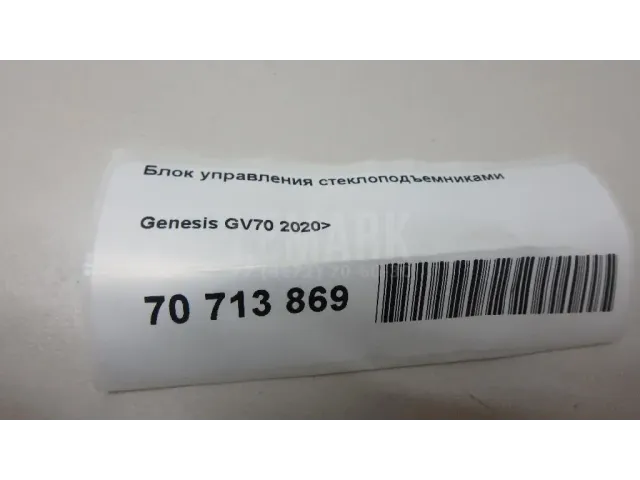 Блок управления стеклоподъемниками
Genesis GV70 2020>
70 713 869